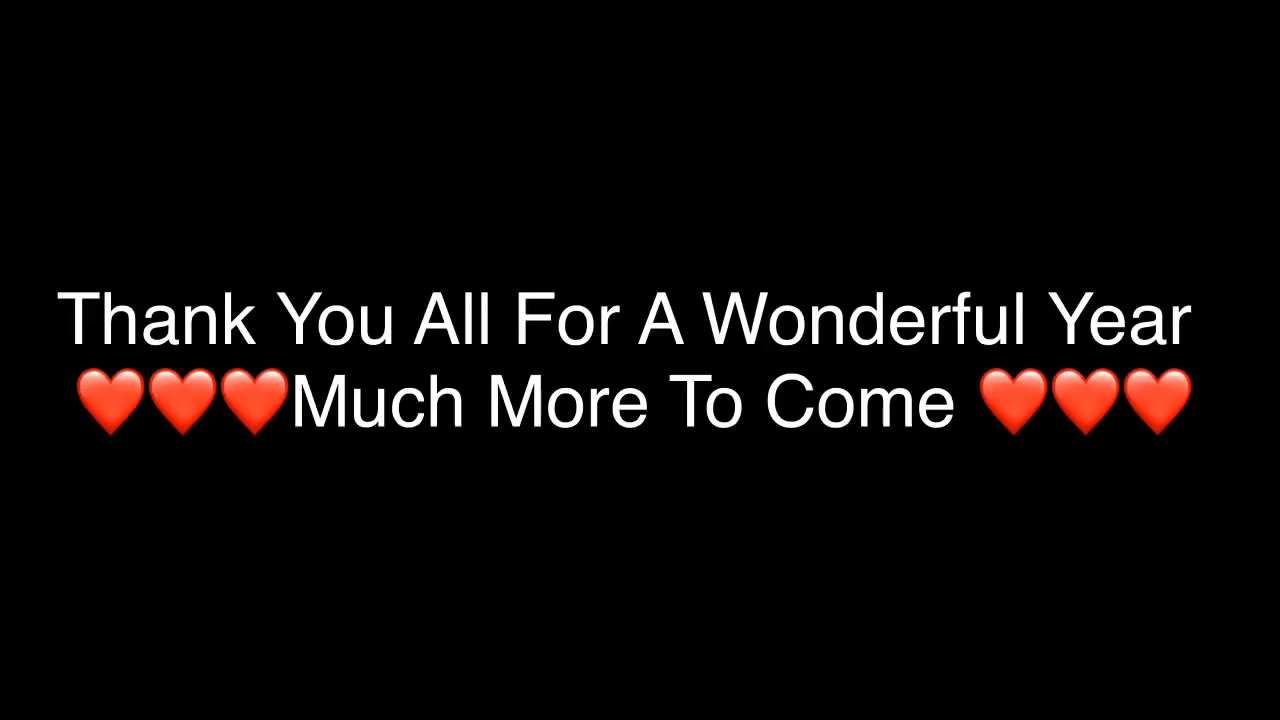 Thank You All For A Wonderful Year
❤️❤️❤️Much More To Come ❤️❤️❤️